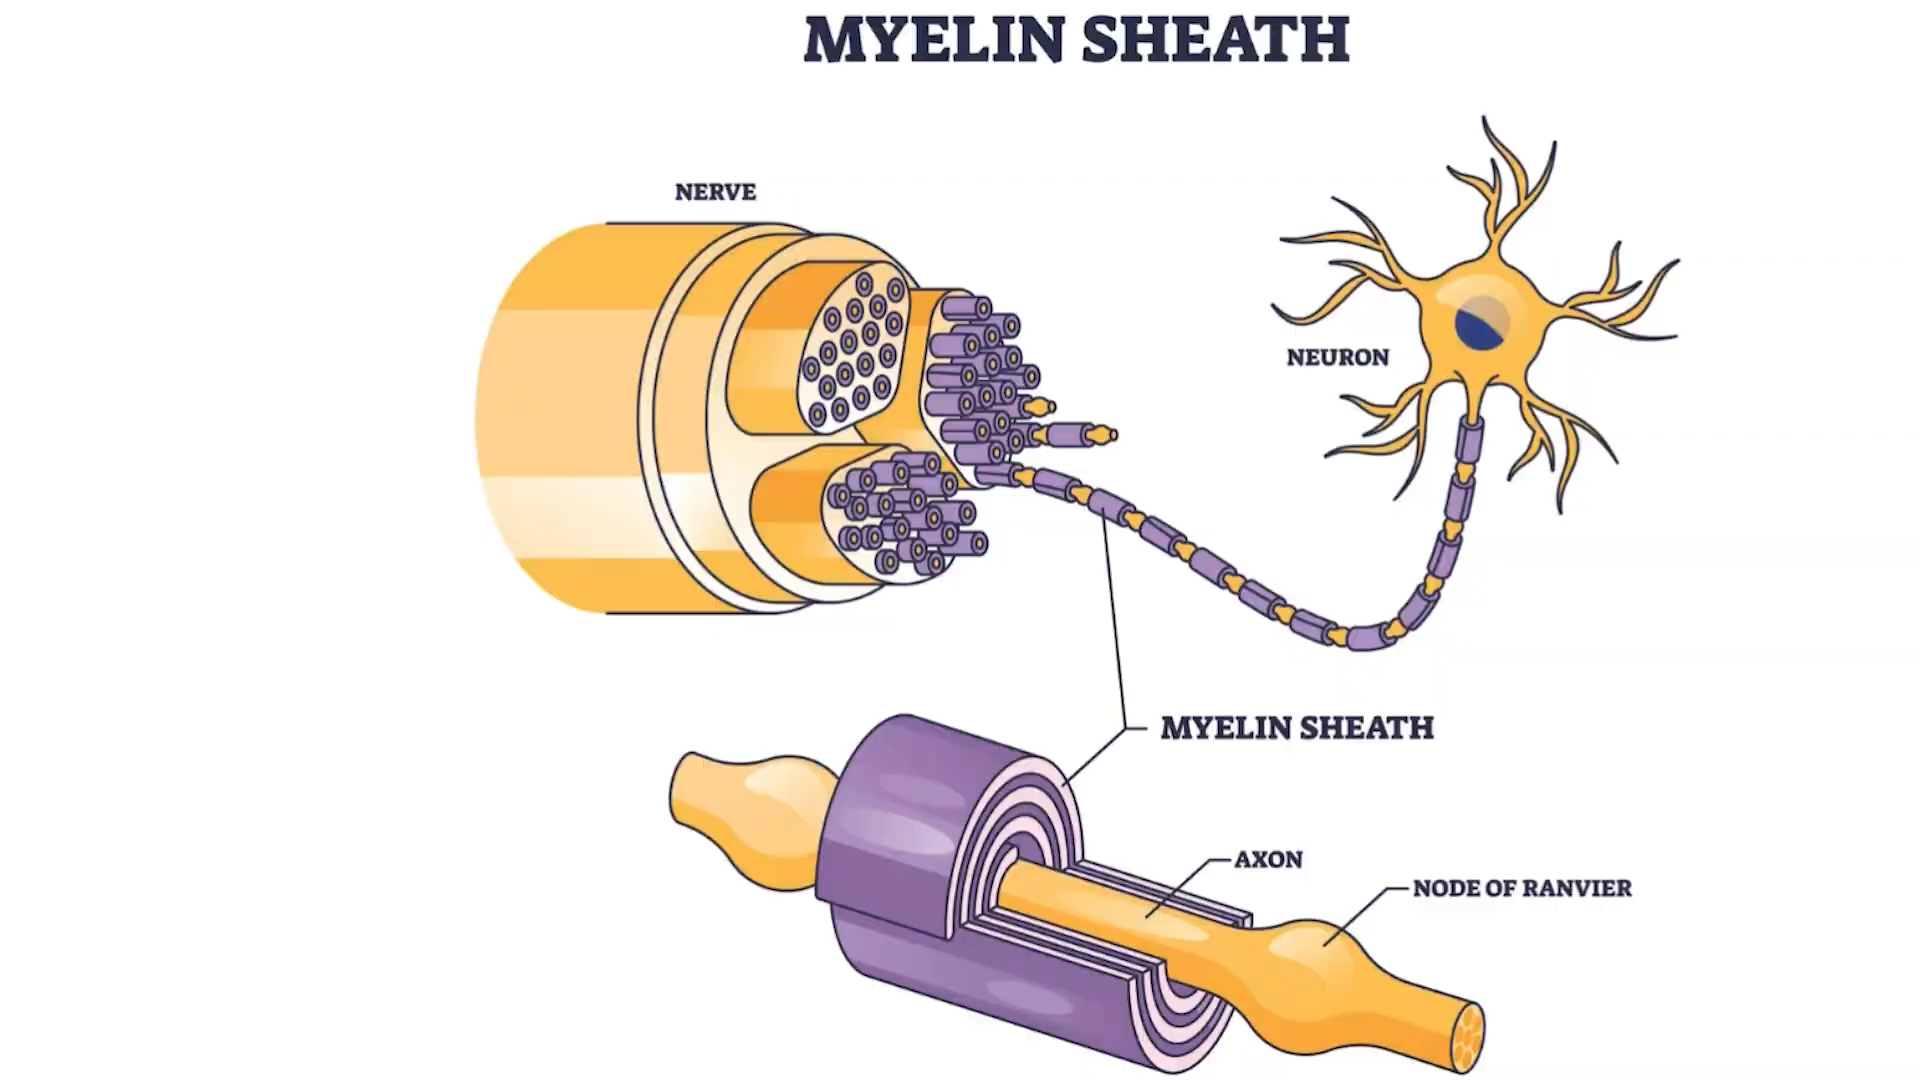 MYELIN SHEATH
NERVE
NEURON
MYELIN SHEATH
AXON
NODE OF RANVIER